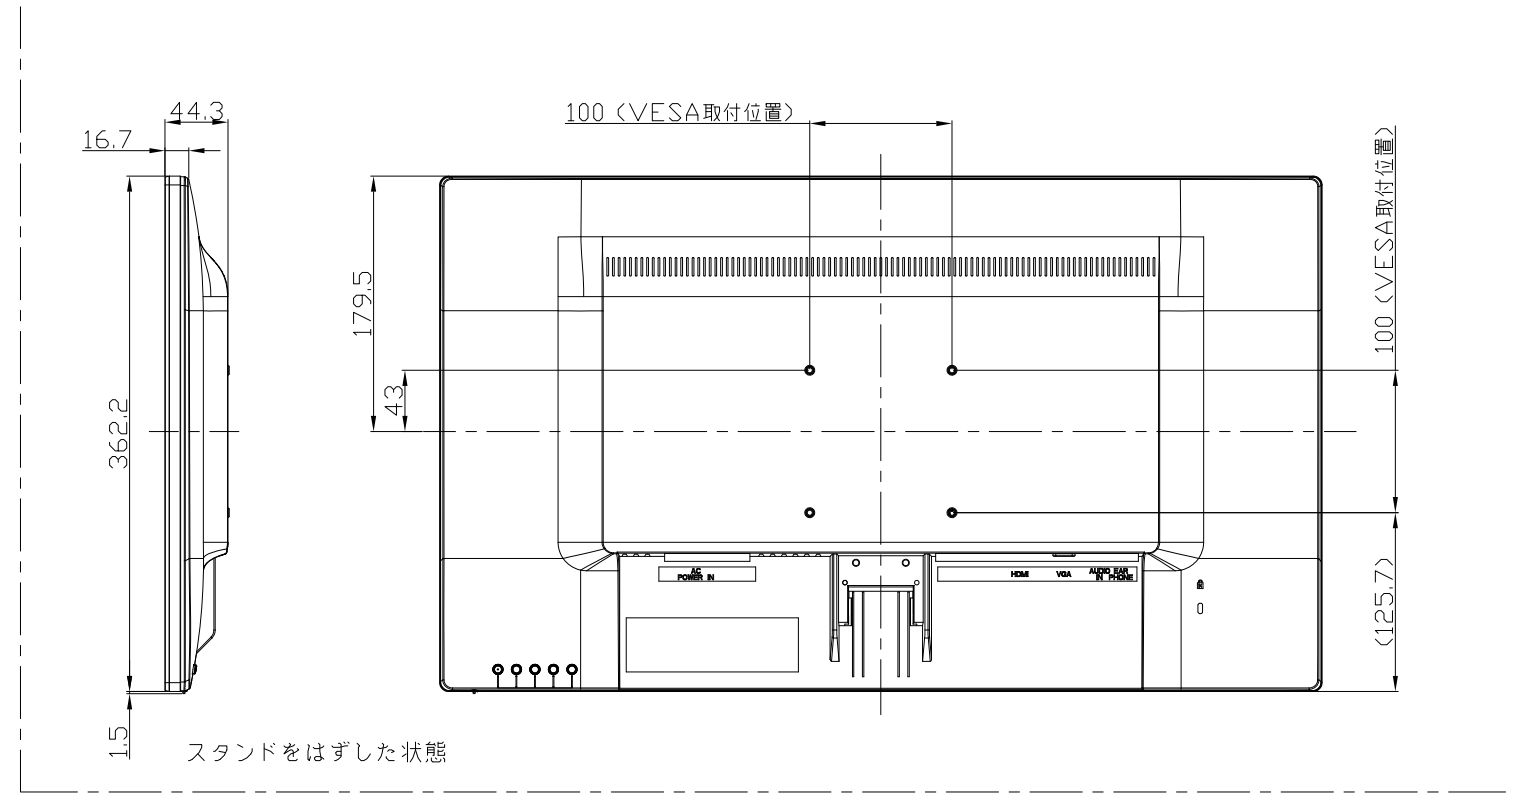 44.3
16.7
100 (VESA取付位置)
100 (VESA取付位置)
179.5
43
362.2
AC
POWER IN
HDMI
VGA
AUDIO IN
EAR PHONE
(125.7)
1.5
スタンドをはずした状態